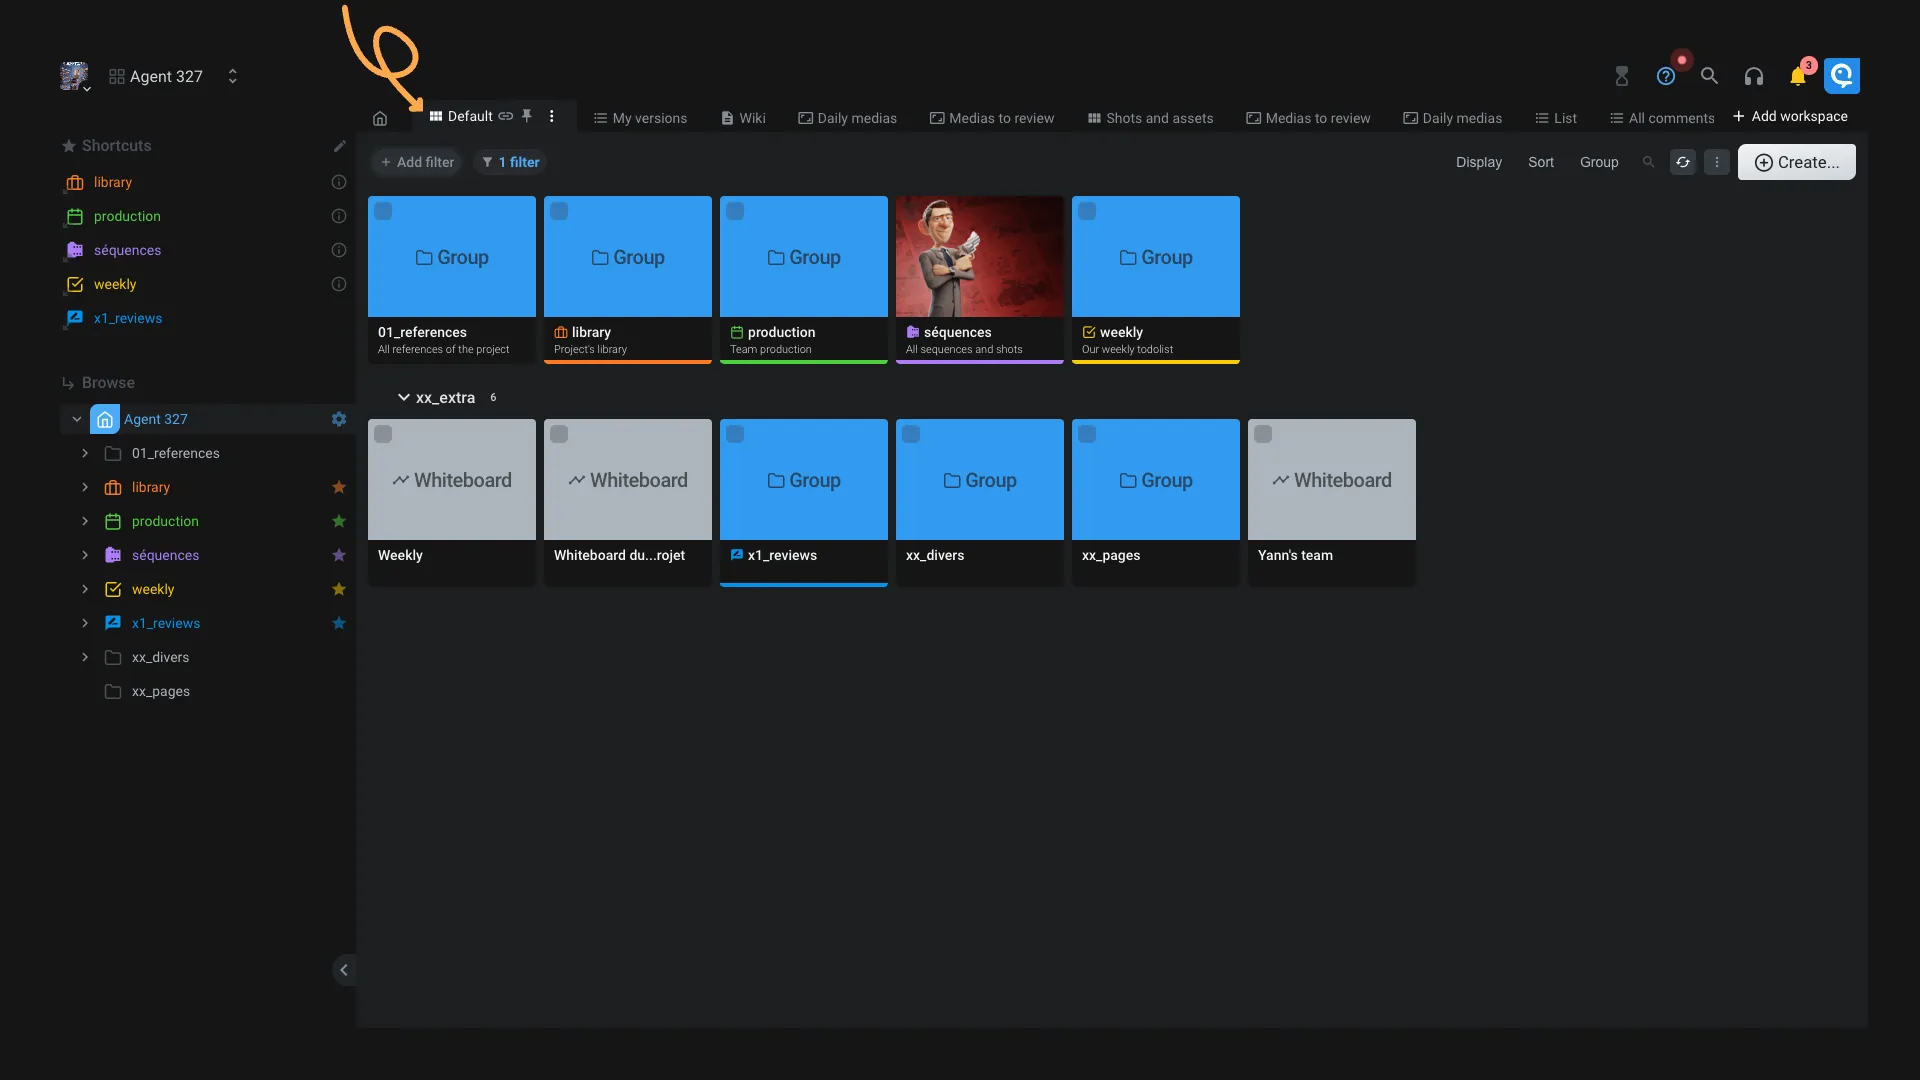 Agent 327
3
Default
My versions
Wiki
Daily medias
Medias to review
Shots and assets
Medias to review
Daily medias
List
All comments
+ Add workspace
Shortcuts
library
production
séquences
weekly
x1_reviews
Browse
Agent 327
01_references
library
production
séquences
weekly
x1_reviews
xx_divers
xx_pages
+ Add filter
1 filter
Display
Sort
Group
Create...
Group
Group
Group
Group
01_references
All references of the project
library
Project's library
production
Team production
séquences
All sequences and shots
weekly
Our weekly todolist
xx_extra 6
Whiteboard
Whiteboard
Group
Group
Group
Whiteboard
Weekly
Whiteboard du...rojet
x1_reviews
xx_divers
xx_pages
Yann's team